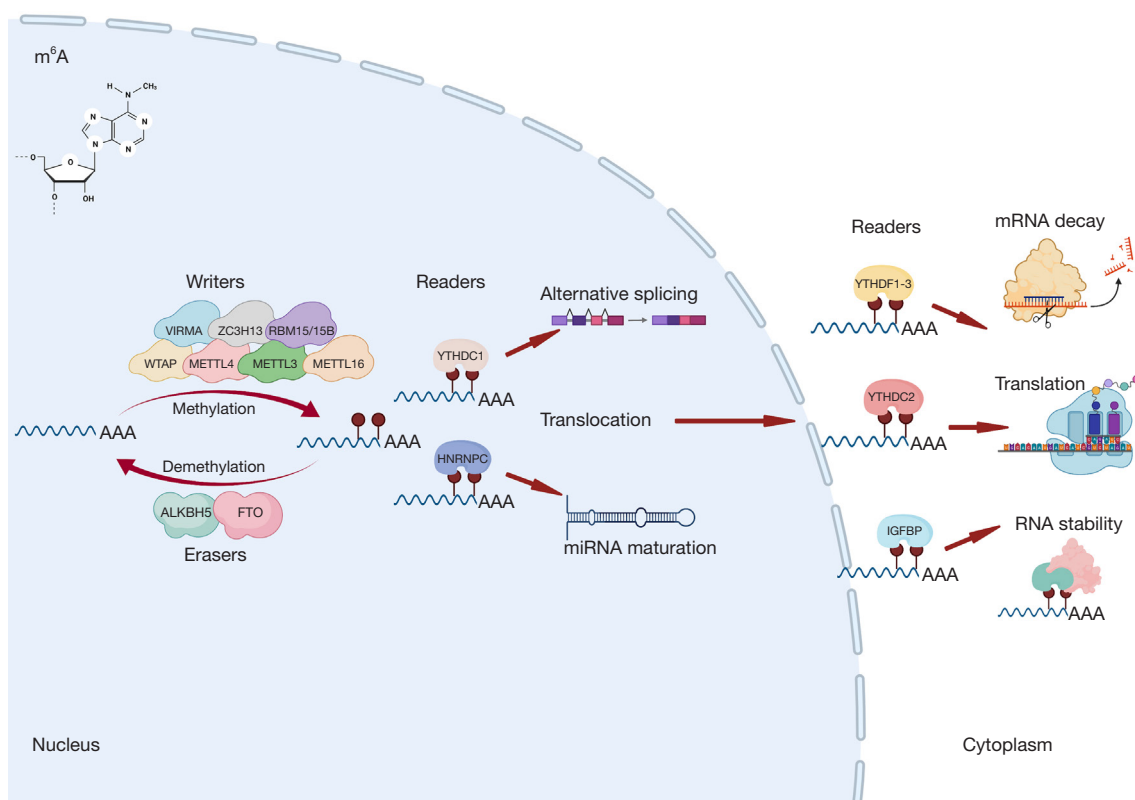 m6A
H
N
CH₃
N
N
N
N
O
O
O
OH
Writers
VIRMA
ZC3H13
RBM15/15B
WTAP
METTL4
METTL3
METTL16
Methylation
AAA
AAA
Demethylation
ALKBH5
FTO
Erasers
Readers
YTHDC1
AAA
Alternative splicing
Translocation
HNRNPC
AAA
miRNA maturation
Readers
YTHDF1-3
AAA
mRNA decay
YTHDC2
AAA
Translation
IGFBP
AAA
RNA stability
AAA
Nucleus
Cytoplasm